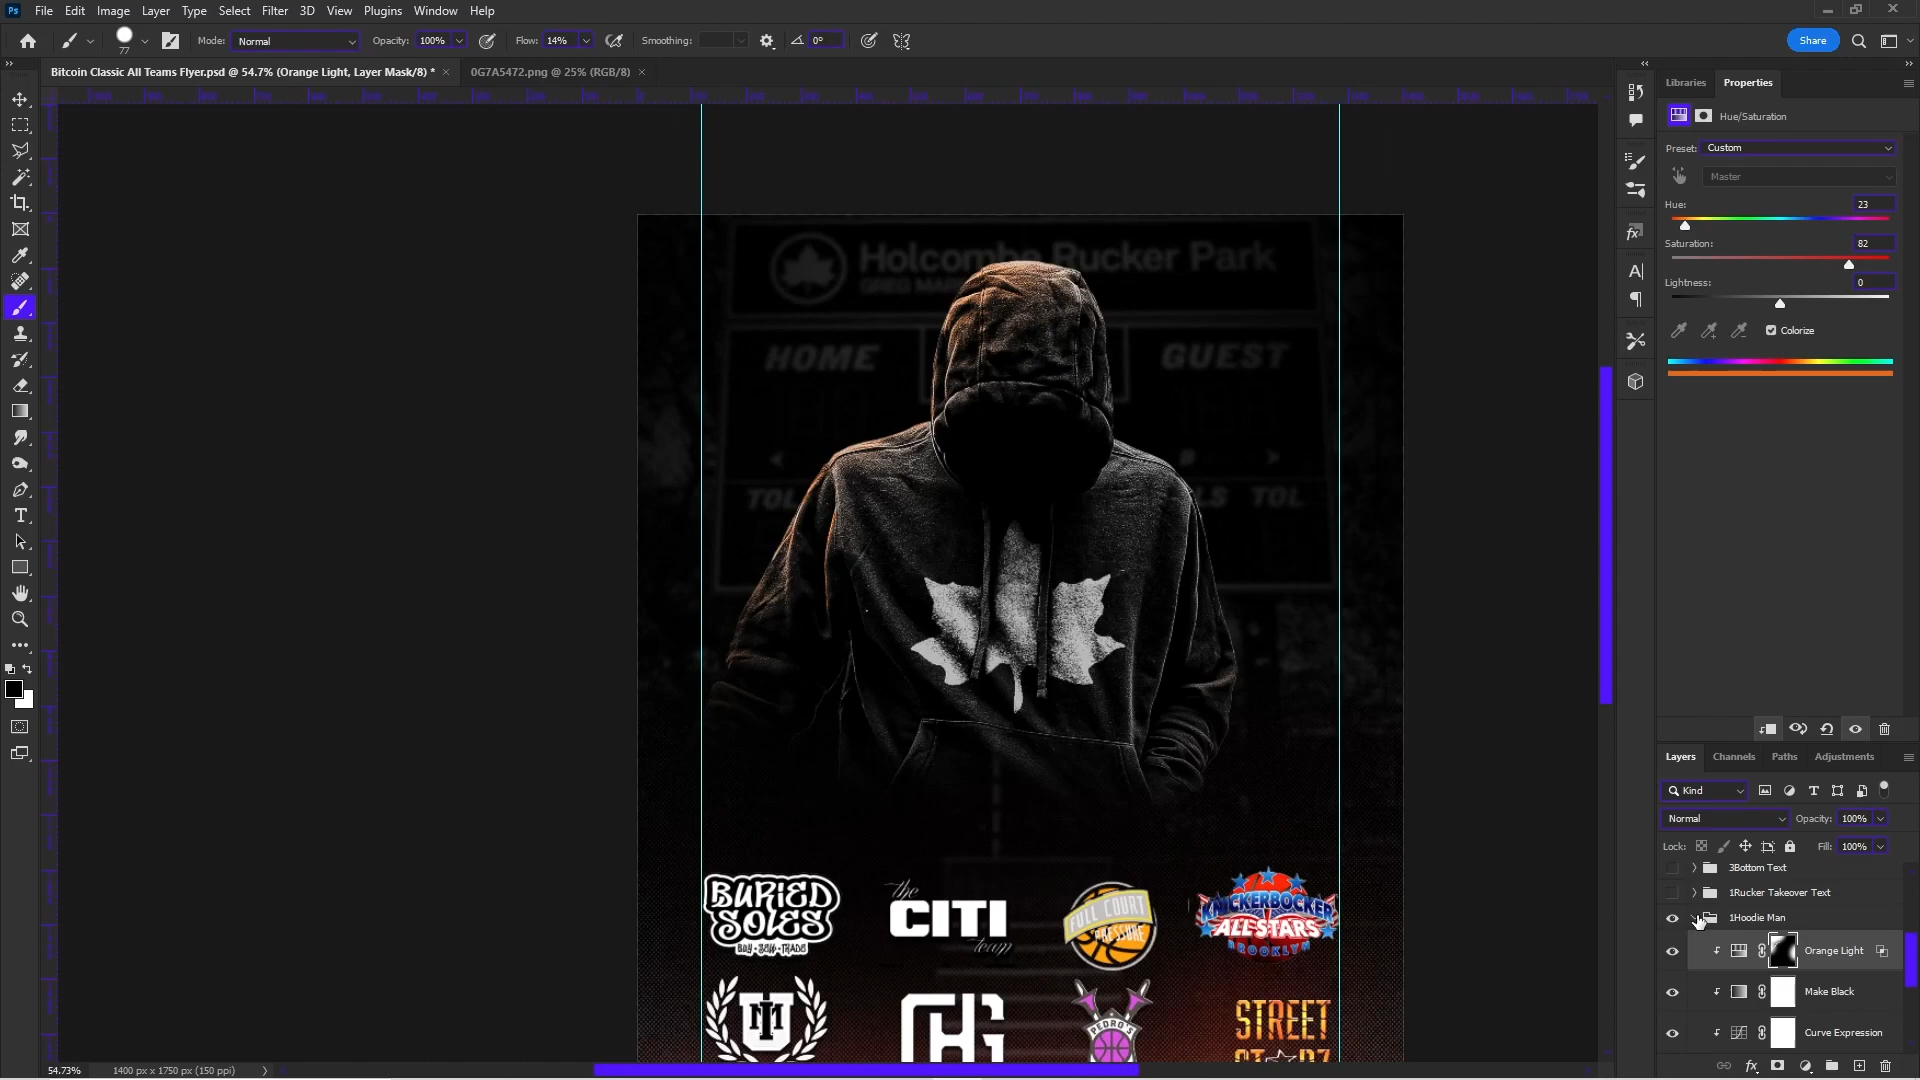 Ps File Edit Image Layer Type Select Filter 3D View Plugins Window Help
77 Mode: Normal Opacity: 100% Flow: 14% Smoothing: 0° Share
Bitcoin Classic All Teams Flyer.psd @ 54.7% (Orange Light, Layer Mask/8) * × 0G7A5472.png @ 25% (RGB/8) ×
Libraries Properties
Hue/Saturation
Preset: Custom
Master
Hue: 23
Saturation: 82
Lightness: 0
Colorize
Holcombe Rucker Park
HOME GUEST
TOL
TOL
BURIED
SOLES
BUY-SELL-TRADE
the
CITI
team
FULL COURT
PRESSURE
KNICKERBOCKER
ALL-STARS
BROOKLYN
PEDRO'S
STREET
Layers Channels Paths Adjustments
Kind
Normal Opacity: 100%
Lock: Fill: 100%
3Bottom Text
1Rucker Takeover Text
1Hoodie Man
Orange Light
Make Black
Curve Expression
54.73% 1400 px x 1750 px (150 ppi)